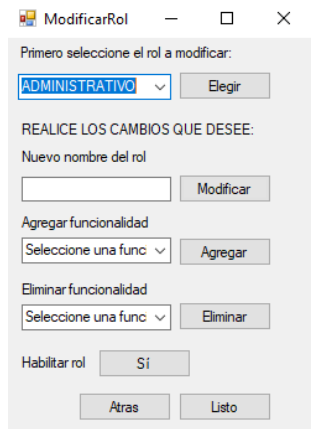 ModificarRol
Primero seleccione el rol a modificar:
ADMINISTRATIVO Elegir
REALICE LOS CAMBIOS QUE DESEE:
Nuevo nombre del rol
Modificar
Agregar funcionalidad
Seleccione una func Agregar
Eliminar funcionalidad
Seleccione una func Eliminar
Habilitar rol Sí
Atras Listo